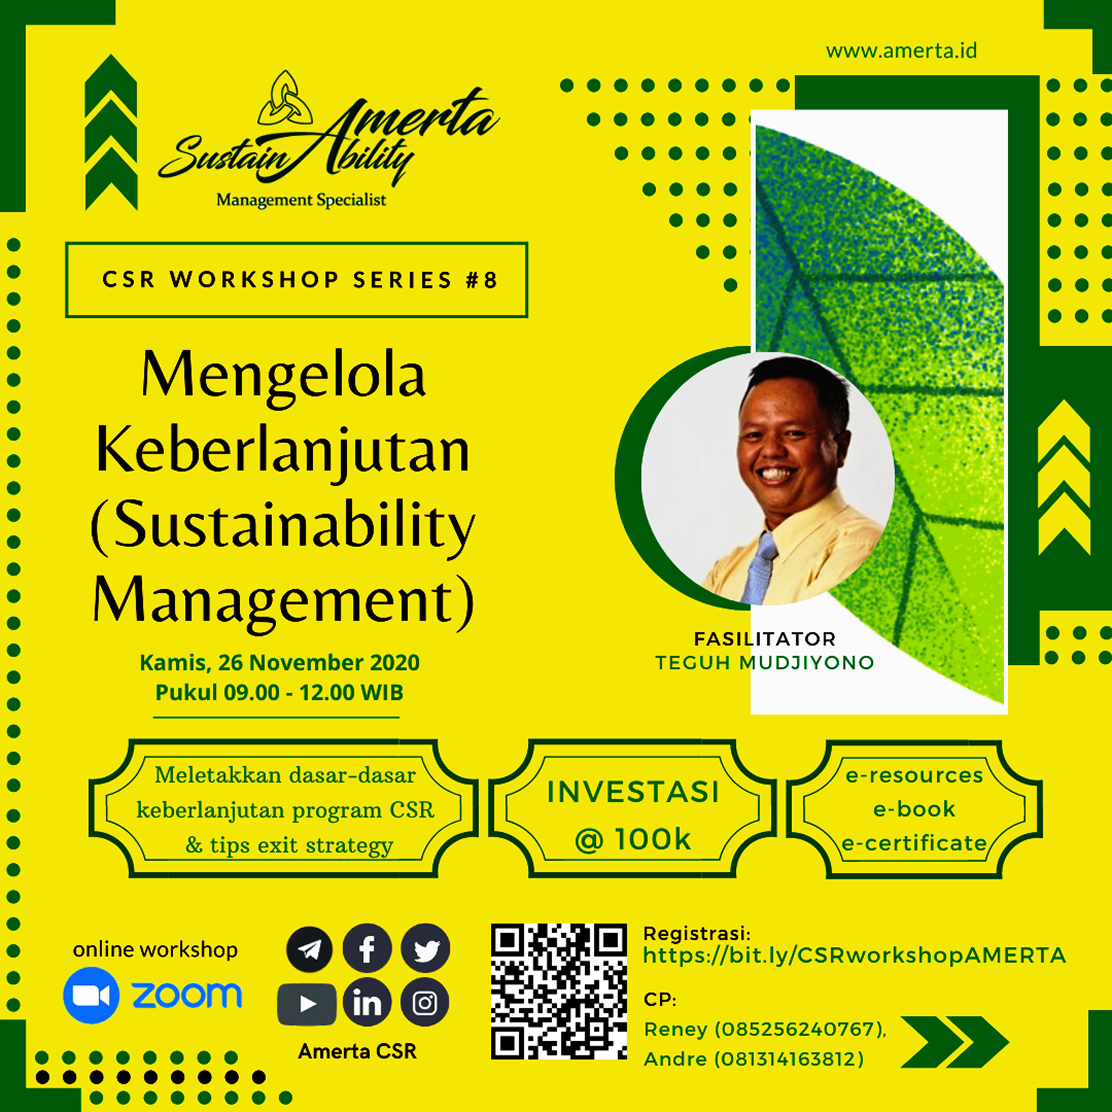 www.amerta.id
Amerta
SustainAbility
Management Specialist
CSR WORKSHOP SERIES #8
Mengelola
Keberlanjutan
(Sustainability
Management)
Kamis, 26 November 2020
Pukul 09.00 - 12.00 WIB
FASILITATOR
TEGUH MUDJIYONO
Meletakkan dasar-dasar
keberlanjutan program CSR
& tips exit strategy
INVESTASI
@ 100k
e-resources
e-book
e-certificate
online workshop
zoom
Amerta CSR
Registrasi:
https://bit.ly/CSRworkshopAMERTA
CP:
Reney (085256240767),
Andre (081314163812)